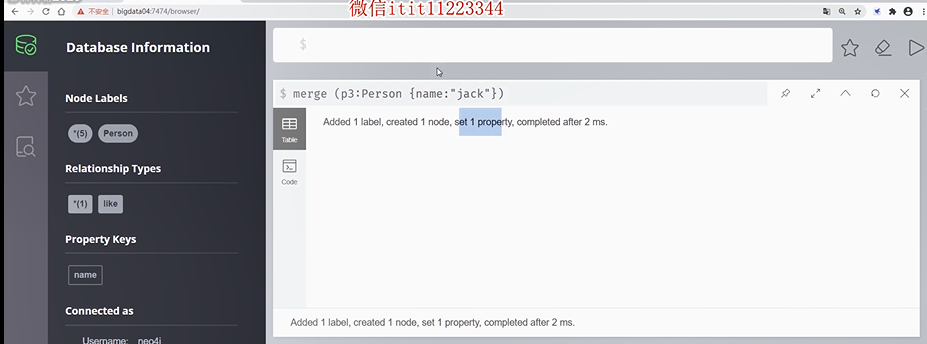 微信itit11223344
不安全 | bigdata04:7474/browser/
Database Information
$
Node Labels
*(5) Person
Relationship Types
*(1) like
Property Keys
name
Connected as
Username: neo4j
$ merge (p3:Person {name:"jack"})
Table
Added 1 label, created 1 node, set 1 property, completed after 2 ms.
Code
Added 1 label, created 1 node, set 1 property, completed after 2 ms.